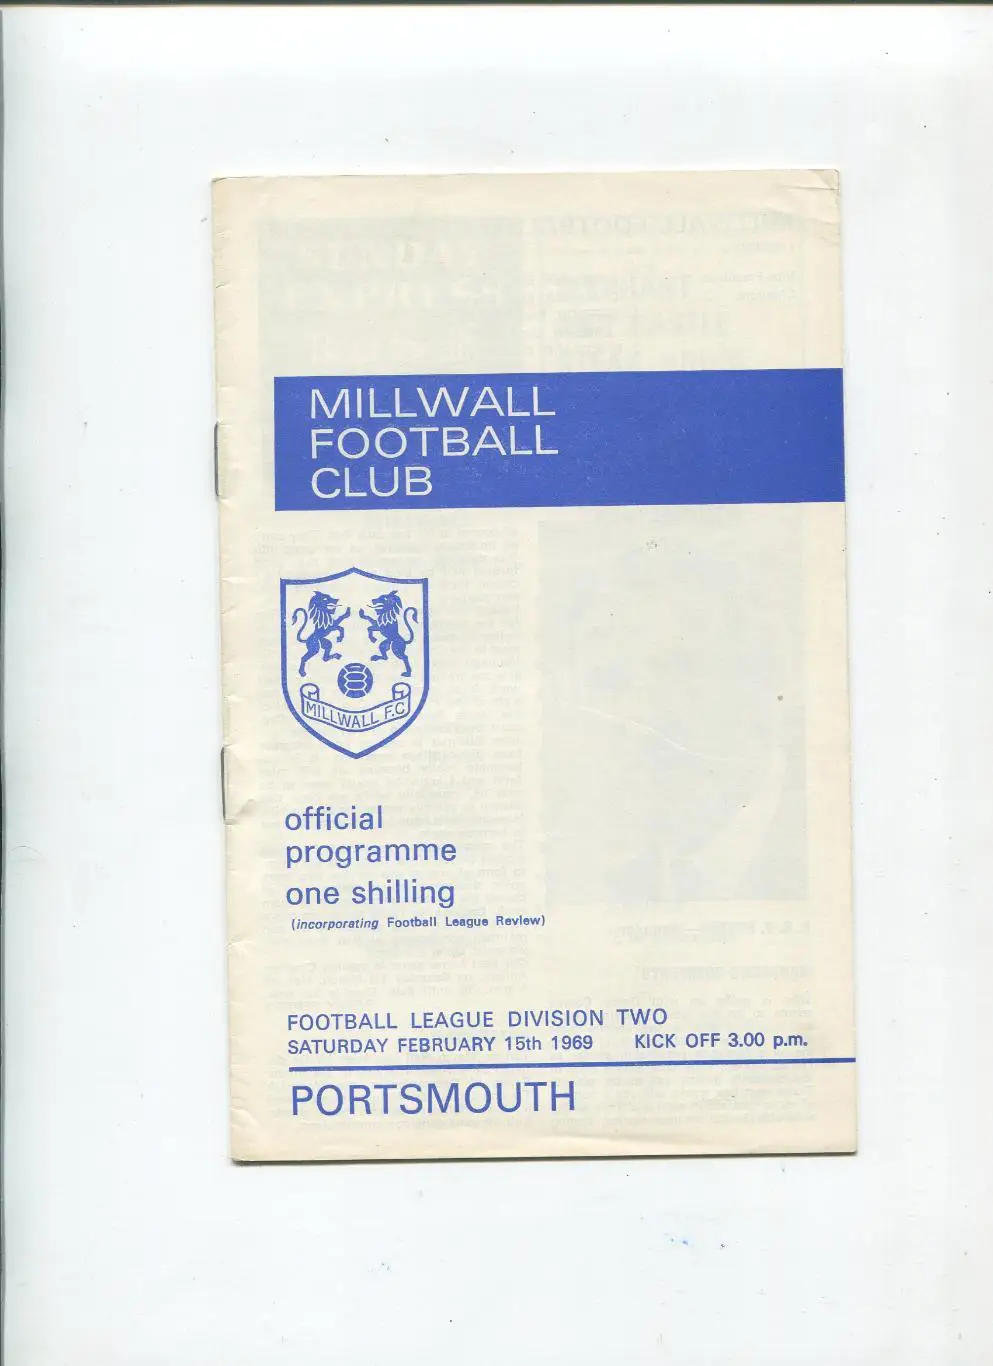 MILLWALL
FOOTBALL
CLUB
MILLWALL F.C
official
programme
one shilling
(incorporating Football League Review)
FOOTBALL LEAGUE DIVISION TWO
SATURDAY FEBRUARY 15th 1969 KICK OFF 3.00 p.m.
PORTSMOUTH